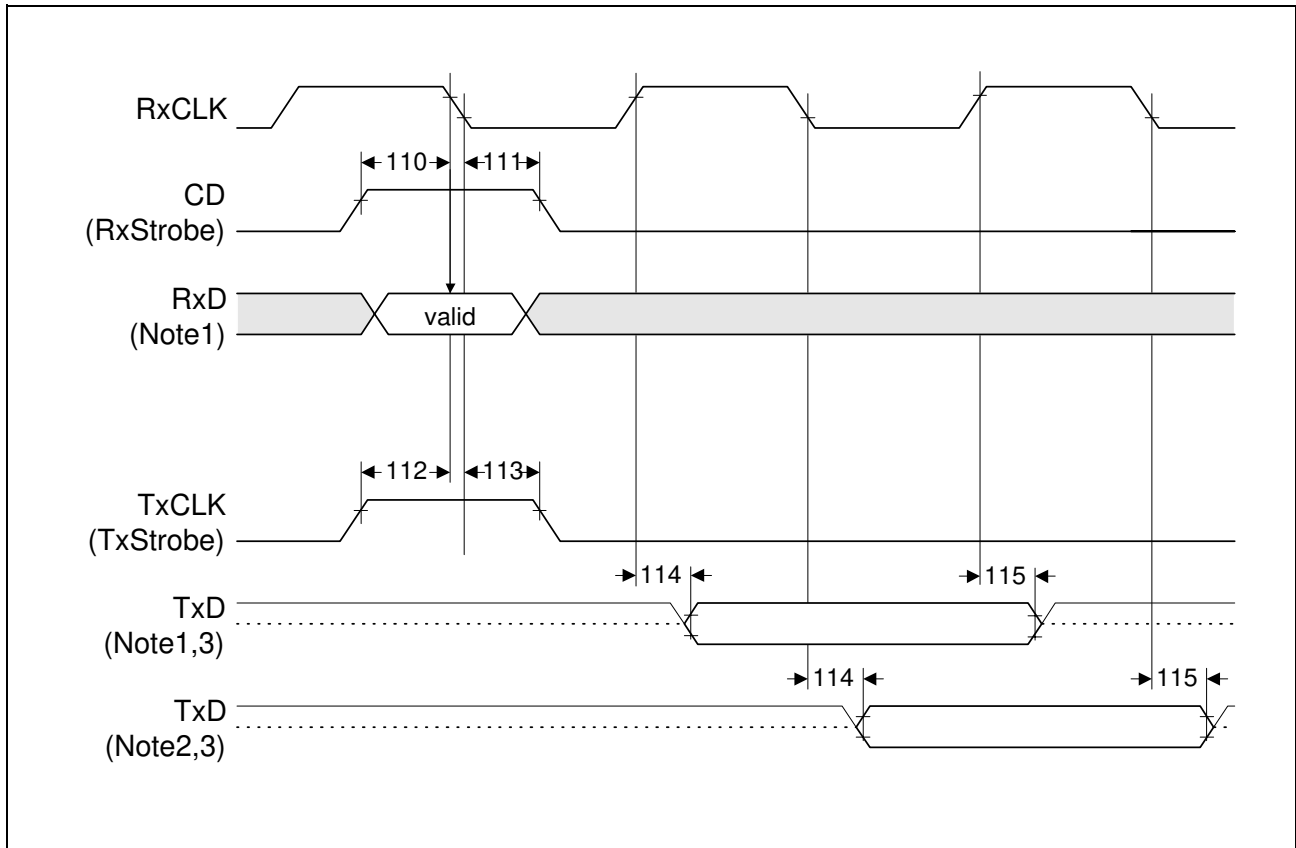 RxCLK
110
111
CD
(RxStrobe)
RxD
(Note1)
valid
112
113
TxCLK
(TxStrobe)
114
115
TxD
(Note1,3)
114
115
TxD
(Note2,3)